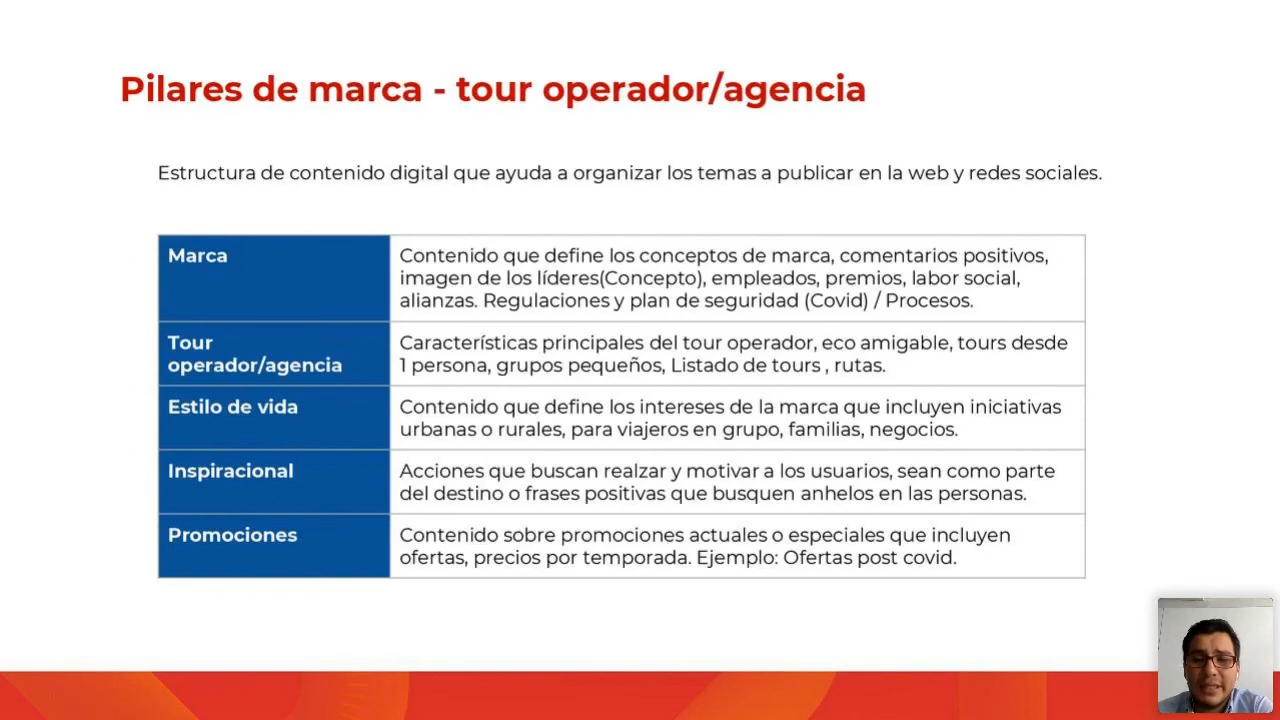 Pilares de marca - tour operador/agencia
Estructura de contenido digital que ayuda a organizar los temas a publicar en la web y redes sociales.
Marca
Contenido que define los conceptos de marca, comentarios positivos,
imagen de los líderes(Concepto), empleados, premios, labor social,
alianzas. Regulaciones y plan de seguridad (Covid) / Procesos.
Tour
operador/agencia
Características principales del tour operador, eco amigable, tours desde
1 persona, grupos pequeños, Listado de tours , rutas.
Estilo de vida
Contenido que define los intereses de la marca que incluyen iniciativas
urbanas o rurales, para viajeros en grupo, familias, negocios.
Inspiracional
Acciones que buscan realzar y motivar a los usuarios, sean como parte
del destino o frases positivas que busquen anhelos en las personas.
Promociones
Contenido sobre promociones actuales o especiales que incluyen
ofertas, precios por temporada. Ejemplo: Ofertas post covid.